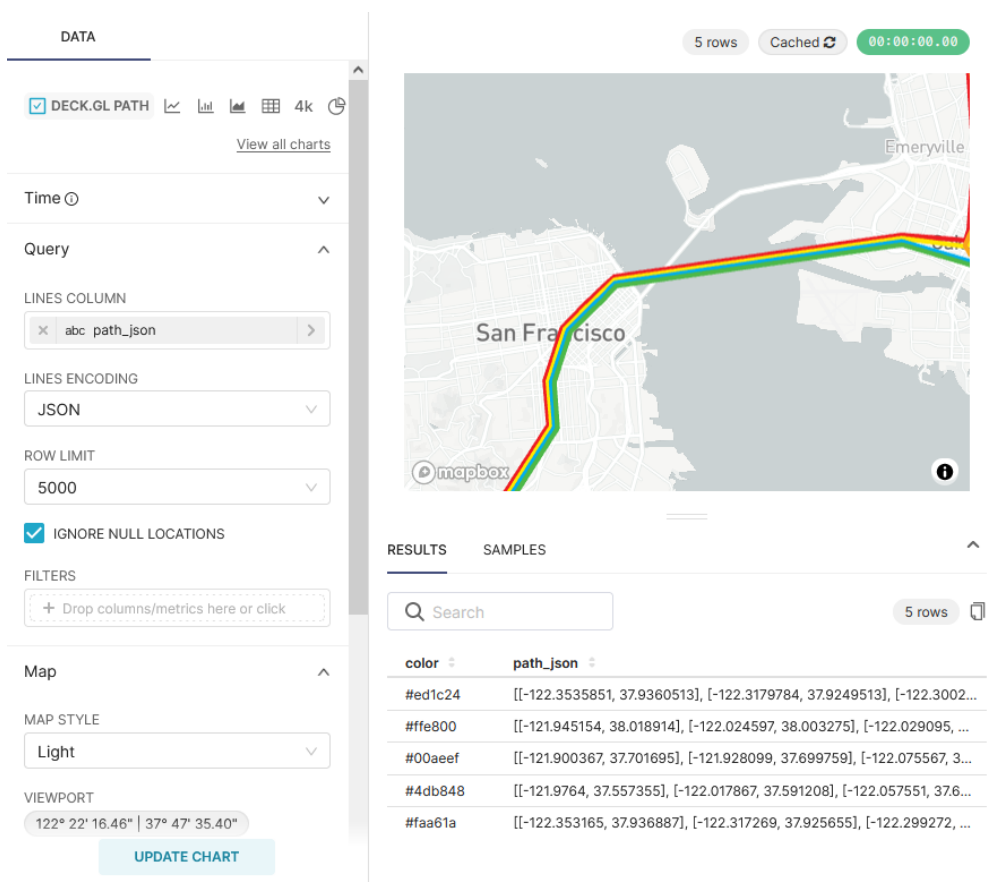 DATA
DECK.GL PATH
4k
View all charts
Time
Query
LINES COLUMN
abc path_json
LINES ENCODING
JSON
ROW LIMIT
5000
IGNORE NULL LOCATIONS
FILTERS
+ Drop columns/metrics here or click
Map
MAP STYLE
Light
VIEWPORT
122° 22' 16.46" | 37° 47' 35.40"
UPDATE CHART
5 rows
Cached
00:00:00.00
Emeryville
San Francisco
mapbox
RESULTS SAMPLES
Search
5 rows
color path_json
#ed1c24 [[-122.3535851, 37.9360513], [-122.3179784, 37.9249513], [-122.3002...
#ffe800 [[-121.945154, 38.018914], [-122.024597, 38.003275], [-122.029095, ...
#00aeef [[-121.900367, 37.701695], [-121.928099, 37.699759], [-122.075567, 3...
#4db848 [[-121.9764, 37.557355], [-122.017867, 37.591208], [-122.057551, 37.6...
#faa61a [[-122.353165, 37.936887], [-122.317269, 37.925655], [-122.299272, ...